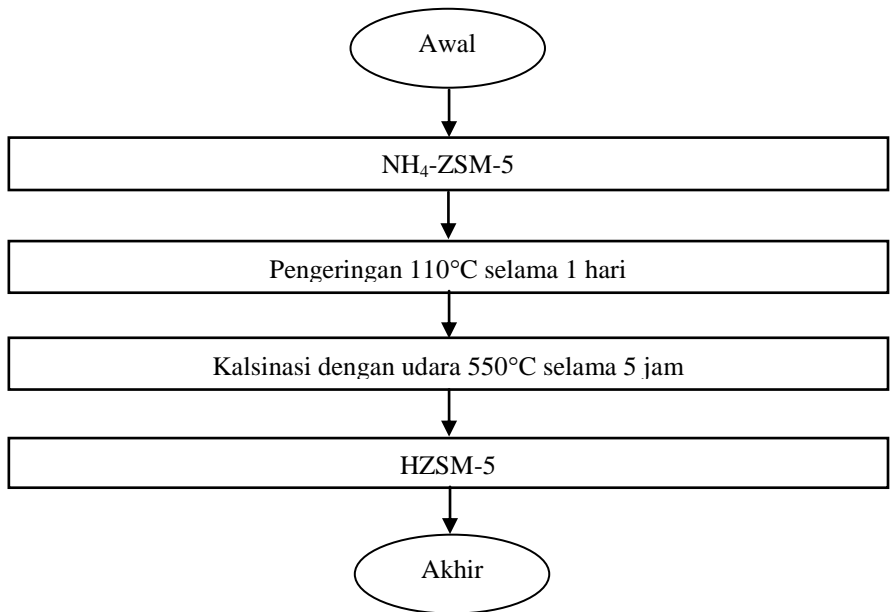 Awal
NH₄-ZSM-5
Pengeringan 110°C selama 1 hari
Kalsinasi dengan udara 550°C selama 5 jam
HZSM-5
Akhir